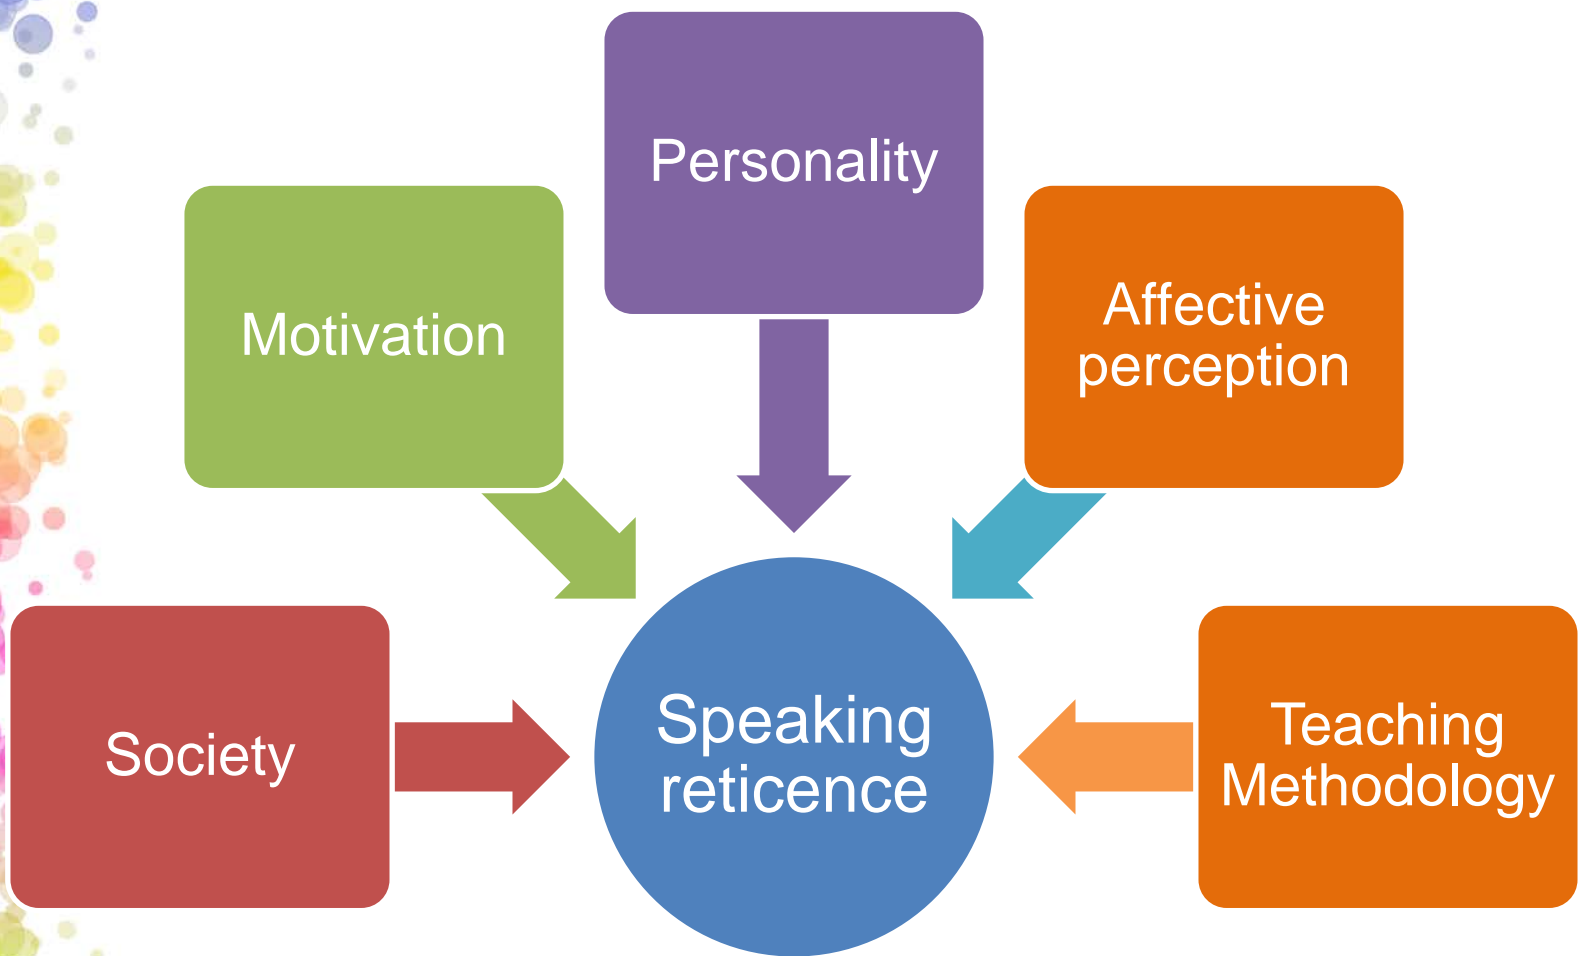 Personality
Motivation
Affective
perception
Society
Speaking
reticence
Teaching
Methodology